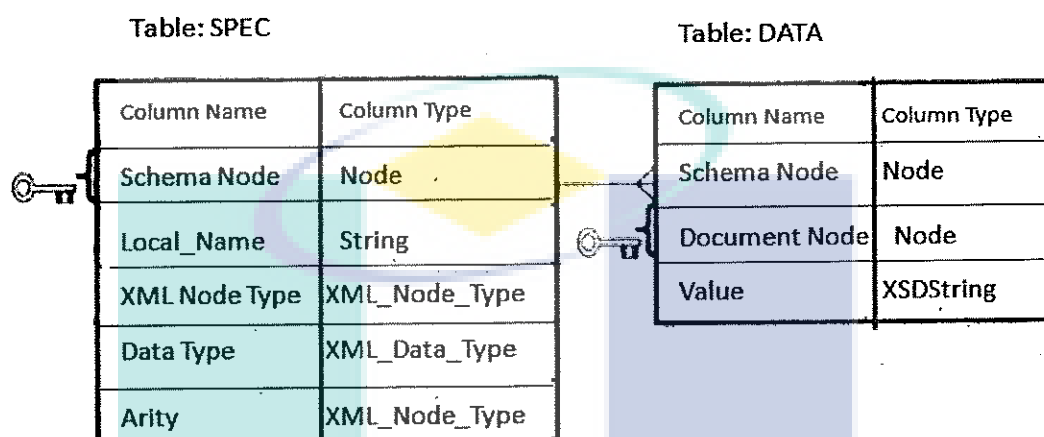 Table: SPEC
Table: DATA
Column Name Column Type
Schema Node Node
Local_Name String
XML Node Type XML_Node_Type
Data Type XML_Data_Type
Arity XML_Node_Type
Column Name Column Type
Schema Node Node
Document Node Node
Value XSDString